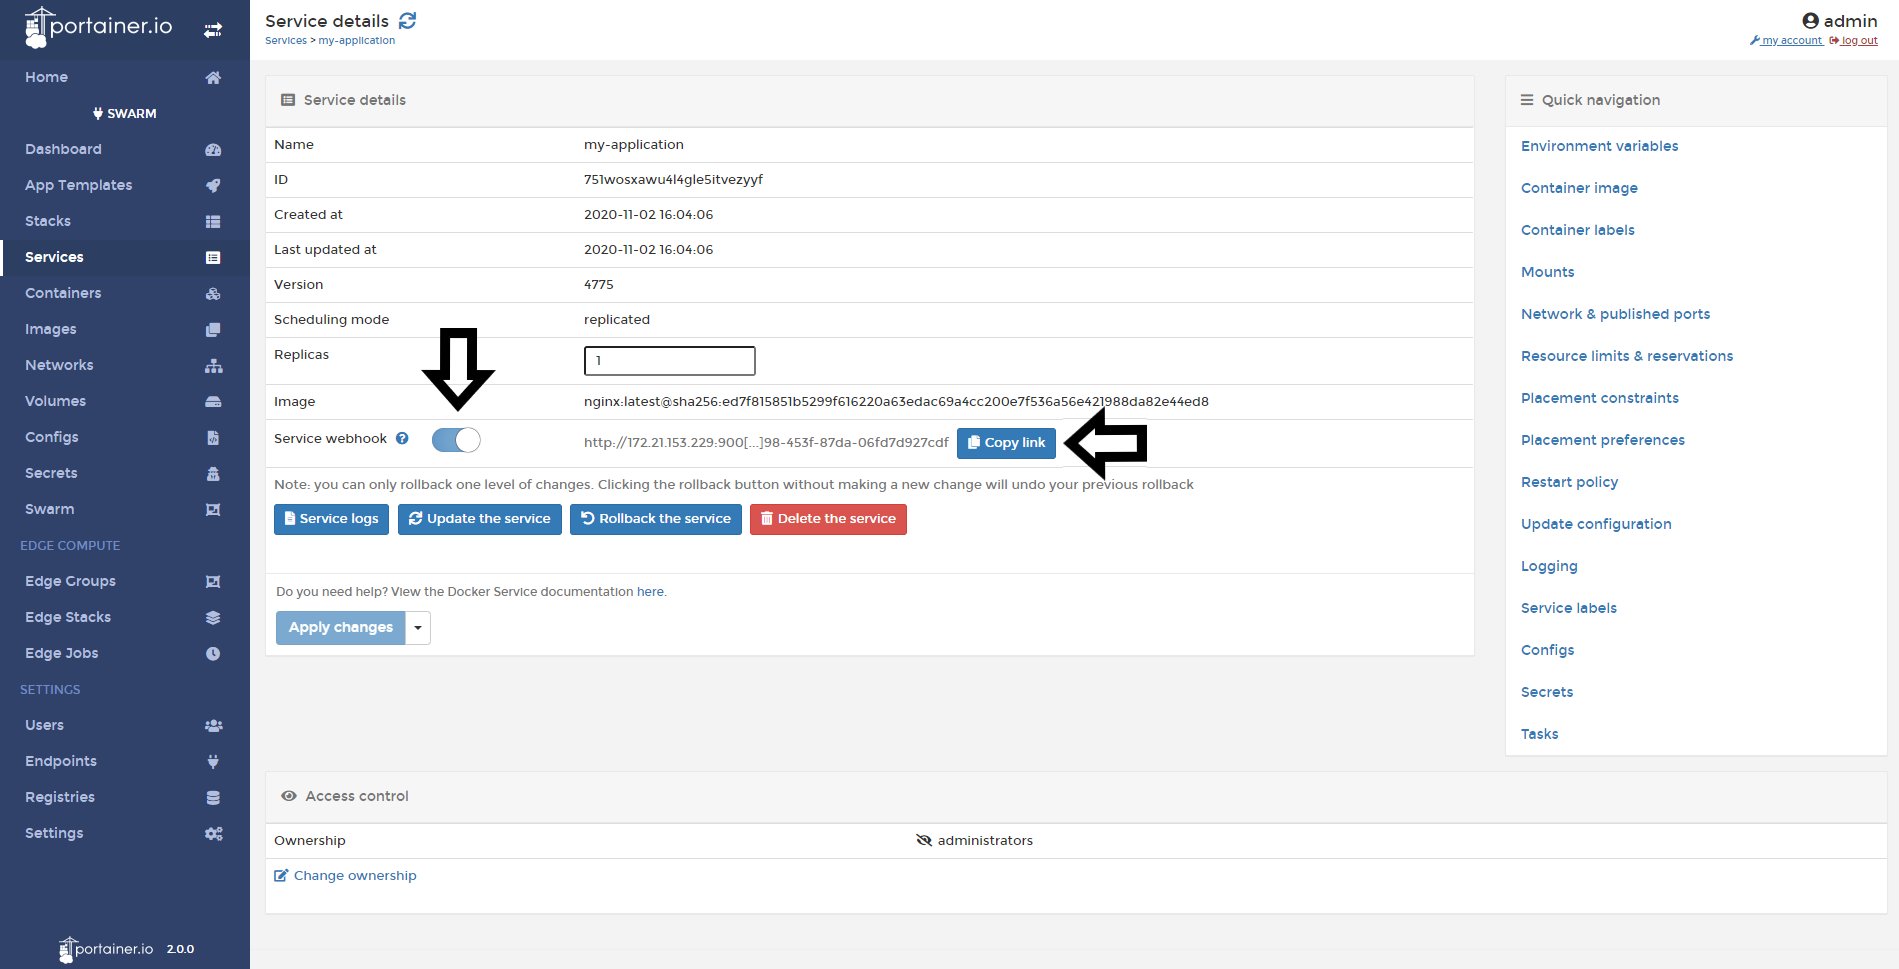 portainer.io
Home
SWARM
Dashboard
App Templates
Stacks
Services
Containers
Images
Networks
Volumes
Configs
Secrets
Swarm
EDGE COMPUTE
Edge Groups
Edge Stacks
Edge Jobs
SETTINGS
Users
Endpoints
Registries
Settings
portainer.io 2.0.0
Service details
Services > my-application
admin
my account log out
Service details
Name my-application
ID 751wosxawu4l4gle5itvezyyf
Created at 2020-11-02 16:04:06
Last updated at 2020-11-02 16:04:06
Version 4775
Scheduling mode replicated
Replicas 1
Image nginx:latest@sha256:ed7f815851b5299f616220a63edac69a4cc200e7f536a56e421988da82e44ed8
Service webhook http://172.21.153.229:900[...]98-453f-87da-06fd7d927cdf Copy link
Note: you can only rollback one level of changes. Clicking the rollback button without making a new change will undo your previous rollback
Service logs Update the service Rollback the service Delete the service
Do you need help? View the Docker Service documentation here.
Apply changes
Quick navigation
Environment variables
Container image
Container labels
Mounts
Network & published ports
Resource limits & reservations
Placement constraints
Placement preferences
Restart policy
Update configuration
Logging
Service labels
Configs
Secrets
Tasks
Access control
Ownership administrators
Change ownership